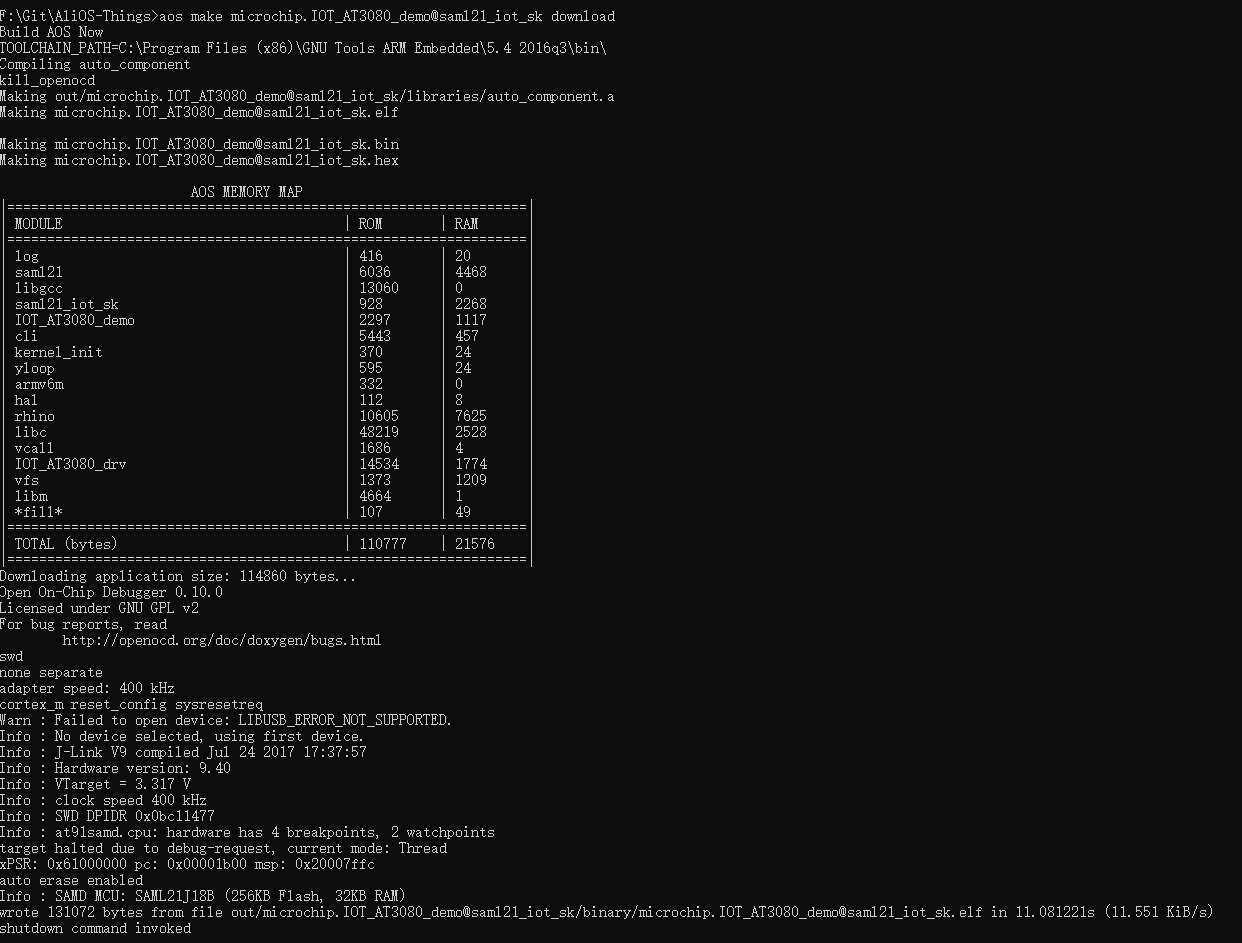 F:\Git\AliOS-Things>aos make microchip.IOT_AT3080_demo@saml21_iot_sk download
Build AOS Now
TOOLCHAIN_PATH=C:\Program Files (x86)\GNU Tools ARM Embedded\5.4 2016q3\bin\
Compiling auto_component
kill_openocd
Making out/microchip.IOT_AT3080_demo@saml21_iot_sk/libraries/auto_component.a
Making microchip.IOT_AT3080_demo@saml21_iot_sk.elf
Making microchip.IOT_AT3080_demo@saml21_iot_sk.bin
Making microchip.IOT_AT3080_demo@saml21_iot_sk.hex
AOS MEMORY MAP
|=================================================================|
| MODULE | ROM | RAM |
|=================================================================|
| log | 416 | 20 |
| saml21 | 6036 | 4468 |
| libgcc | 13060 | 0 |
| saml21_iot_sk | 928 | 2268 |
| IOT_AT3080_demo | 2297 | 1117 |
| cli | 5443 | 457 |
| kernel_init | 370 | 24 |
| yloop | 595 | 24 |
| armv6m | 332 | 0 |
| hal | 112 | 8 |
| rhino | 10605 | 7625 |
| libc | 48219 | 2528 |
| vcall | 1686 | 4 |
| IOT_AT3080_drv | 14534 | 1774 |
| vfs | 1373 | 1209 |
| libm | 4664 | 1 |
| *fill* | 107 | 49 |
|=================================================================|
| TOTAL (bytes) | 110777 | 21576 |
|=================================================================|
Downloading application size: 114860 bytes...
Open On-Chip Debugger 0.10.0
Licensed under GNU GPL v2
For bug reports, read
http://openocd.org/doc/doxygen/bugs.html
swd
none separate
adapter speed: 400 kHz
cortex_m reset_config sysresetreq
Warn : Failed to open device: LIBUSB_ERROR_NOT_SUPPORTED.
Info : No device selected, using first device.
Info : J-Link V9 compiled Jul 24 2017 17:37:57
Info : Hardware version: 9.40
Info : VTarget = 3.317 V
Info : clock speed 400 kHz
Info : SWD DPIDR 0x0bc11477
Info : at91samd.cpu: hardware has 4 breakpoints, 2 watchpoints
target halted due to debug-request, current mode: Thread
xPSR: 0x61000000 pc: 0x00001b00 msp: 0x20007ffc
auto erase enabled
Info : SAMD MCU: SAML21J18B (256KB Flash, 32KB RAM)
wrote 131072 bytes from file out/microchip.IOT_AT3080_demo@saml21_iot_sk/binary/microchip.IOT_AT3080_demo@saml21_iot_sk.elf in 11.081221s (11.551 KiB/s)
shutdown command invoked